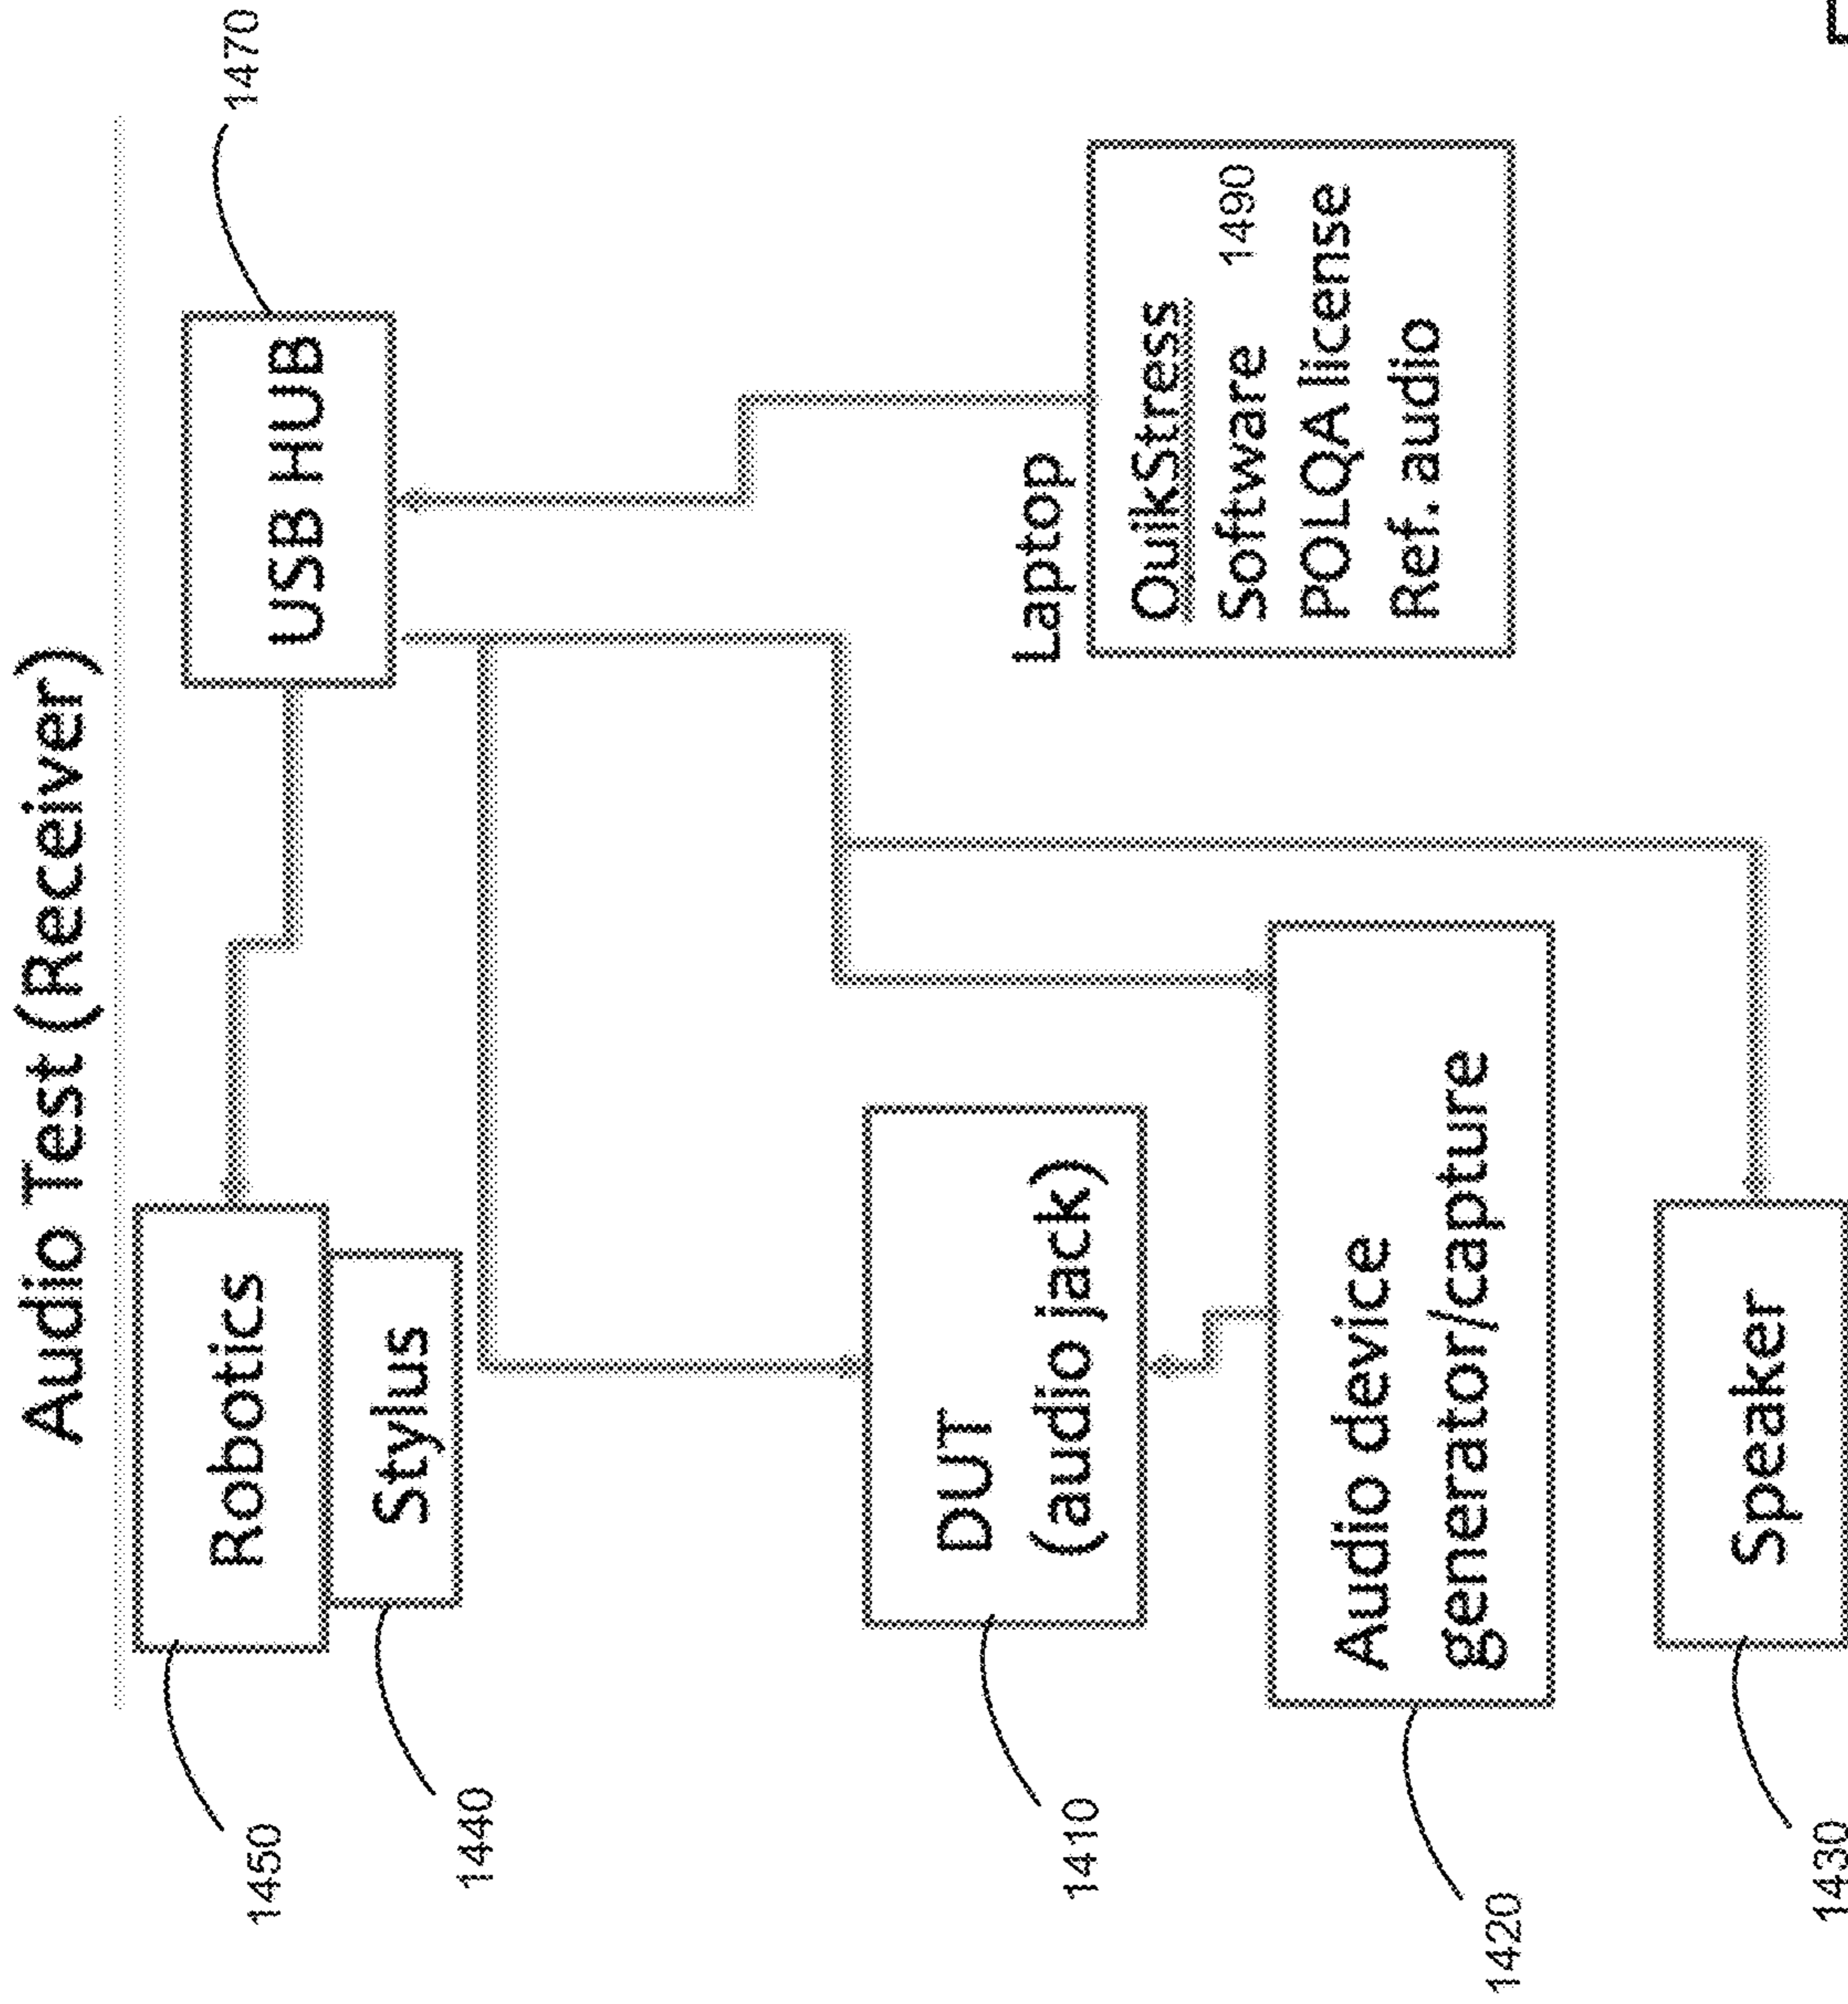 Audio Test (Receiver)
1450
Robotics
1440
Stylus
USB HUB
1470
1410
DUT
(audio jack)
Laptop
QuikStress
Software 1490
POLQA license
Ref. audio
1420
Audio device
generator/capture
1430
Speaker